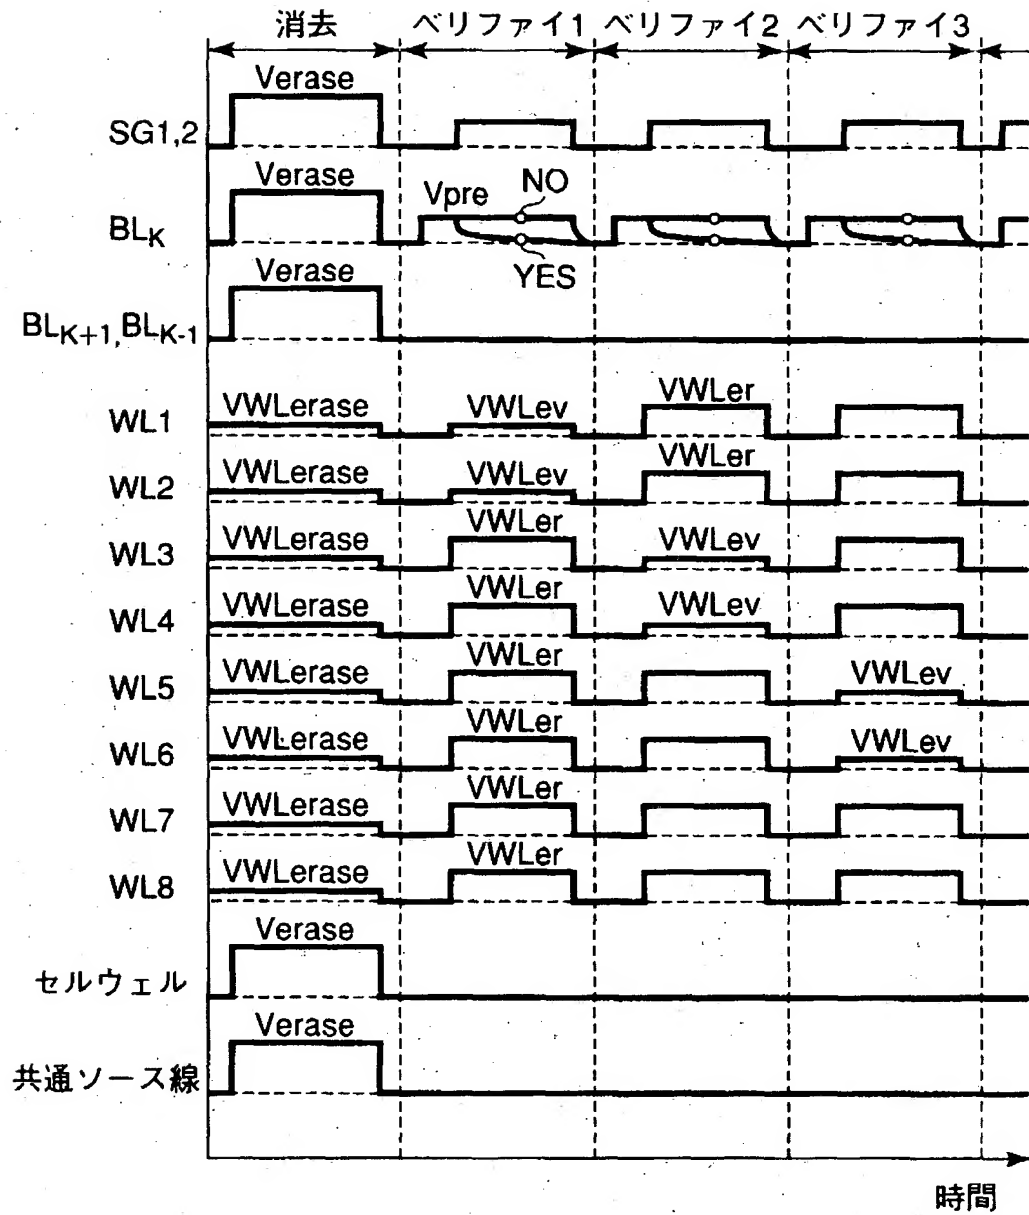 消去 ベリファイ1 ベリファイ2 ベリファイ3
Verase
SG1,2
Verase
Vpre NO
BLK
YES
Verase
BLK+1,BLK-1
VWLerase VWLev VWLer
WL1
VWLerase VWLev VWLer
WL2
VWLerase VWLer VWLev
WL3
VWLerase VWLer VWLev
WL4
VWLerase VWLer VWLev
WL5
VWLerase VWLer VWLev
WL6
VWLerase VWLer
WL7
VWLerase VWLer
WL8
Verase
セルウェル
Verase
共通ソース線
時間